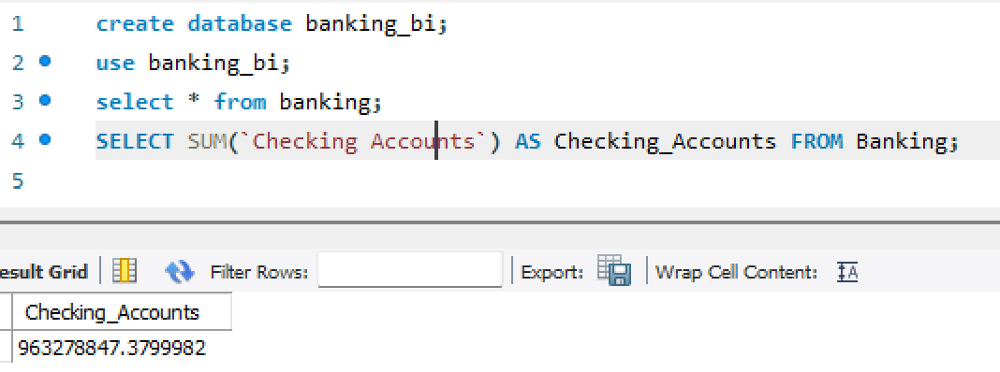 1 create database banking_bi;
2 use banking_bi;
3 select * from banking;
4 SELECT SUM(`Checking Accounts`) AS Checking_Accounts FROM Banking;
5
esult Grid Filter Rows: Export: Wrap Cell Content: IA
Checking_Accounts
963278847.3799982